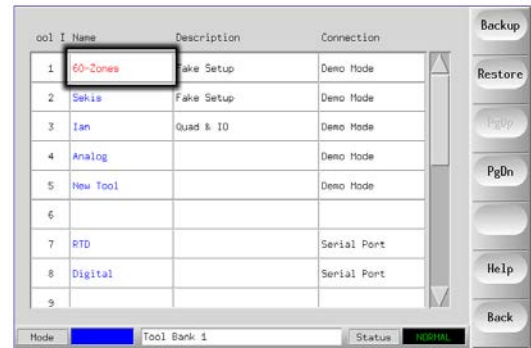 ool I Name Description Connection
1 60-Zones Fake Setup Demo Mode
2 Sekis Fake Setup Demo Mode
3 Ian Quad & IO Demo Mode
4 Analog Demo Mode
5 New Tool Demo Mode
6
7 RTD Serial Port
8 Digital Serial Port
9
Mode Tool Bank 1 Status NORMAL
Backup
Restore
PgUp
PgDn
Help
Back